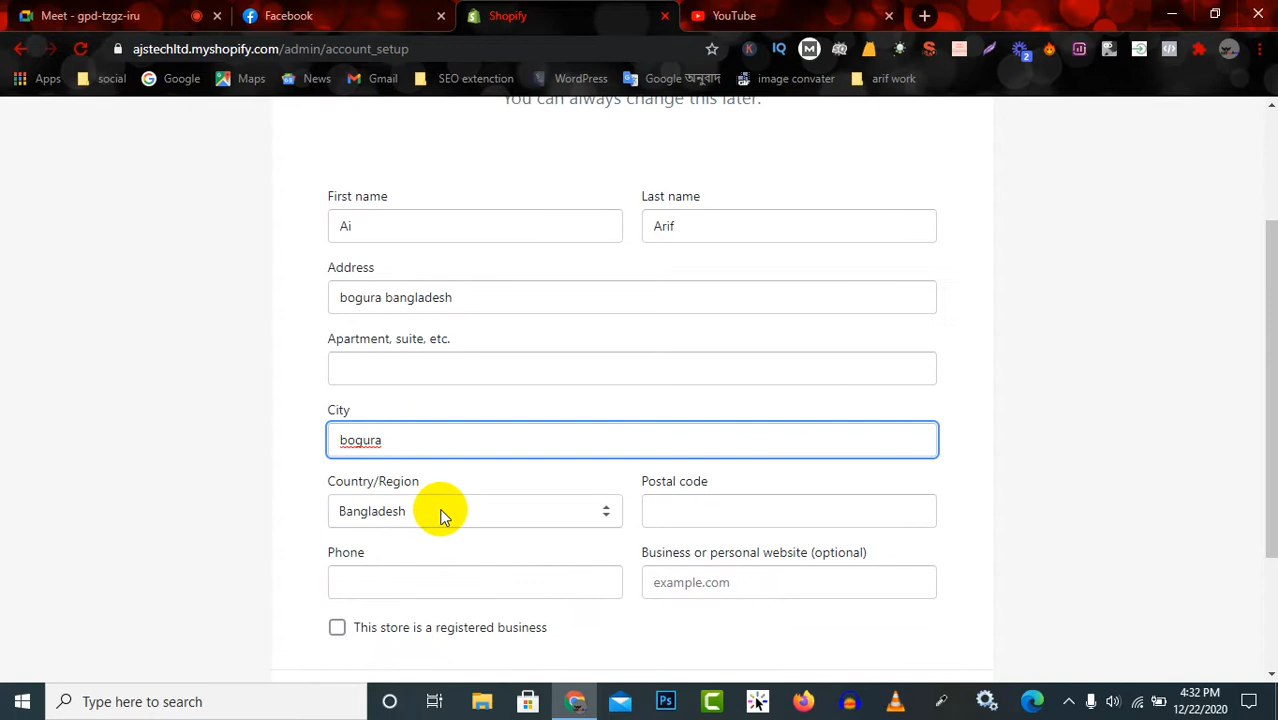 Meet - gpd-tzgz-iru
Facebook
Shopify
YouTube
ajstechltd.myshopify.com/admin/account_setup
Apps
social
Google
Maps
News
Gmail
SEO extenction
WordPress
Google অনুবাদ
image convater
arif work
You can always change this later.
First name
Last name
Ai
Arif
Address
bogura bangladesh
Apartment, suite, etc.
City
bogura
Country/Region
Postal code
Bangladesh
Phone
Business or personal website (optional)
example.com
This store is a registered business
Type here to search
4:32 PM
12/22/2020